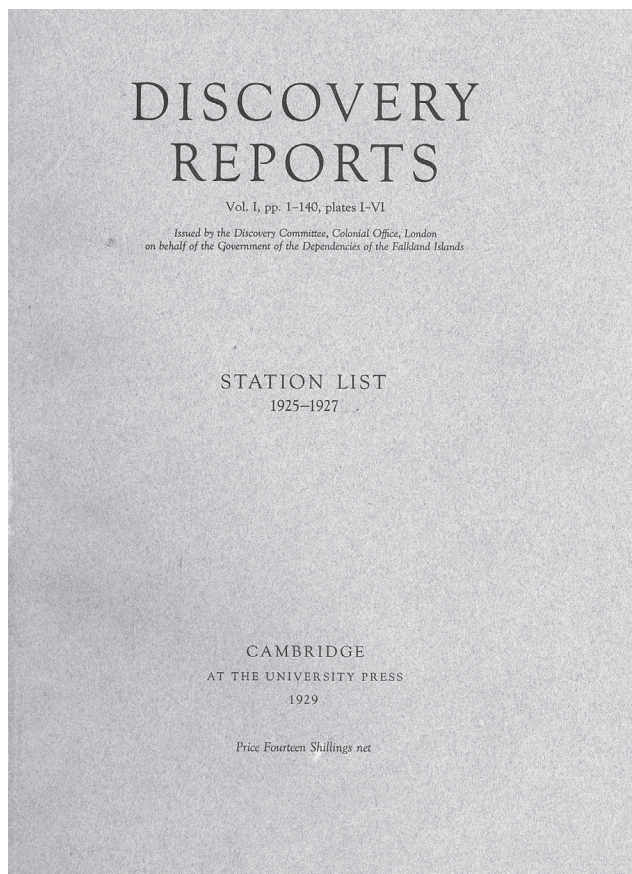 DISCOVERY
REPORTS
Vol. I, pp. 1–140, plates I–VI
Issued by the Discovery Committee, Colonial Office, London
on behalf of the Government of the Dependencies of the Falkland Islands
STATION LIST
1925–1927
CAMBRIDGE
AT THE UNIVERSITY PRESS
1929
Price Fourteen Shillings net